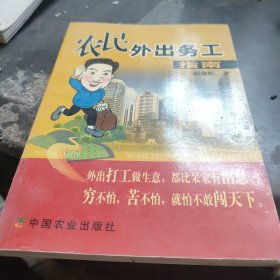 农民外出务工
指南
著
外出打工做生意，都比呆家有出息。
穷不怕，苦不怕，就怕不敢闯天下。
中国农业出版社